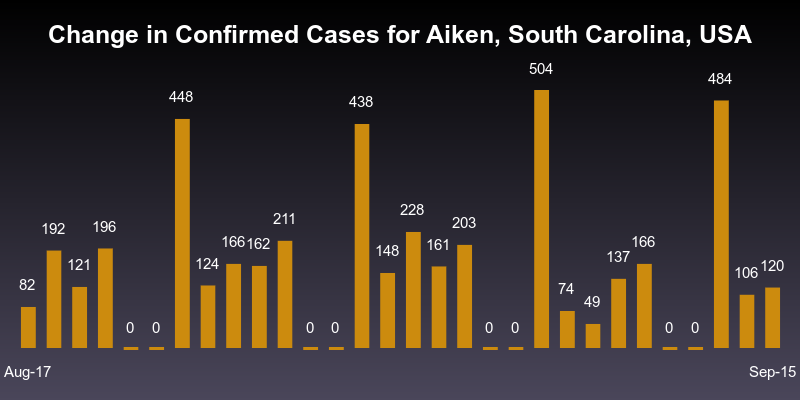 Change in Confirmed Cases for Aiken, South Carolina, USA
82 192 121 196 0 0 448 124 166 162 211 0 0 438 148 228 161 203 0 0 504 74 49 137 166 0 0 484 106 120
Aug-17 Sep-15